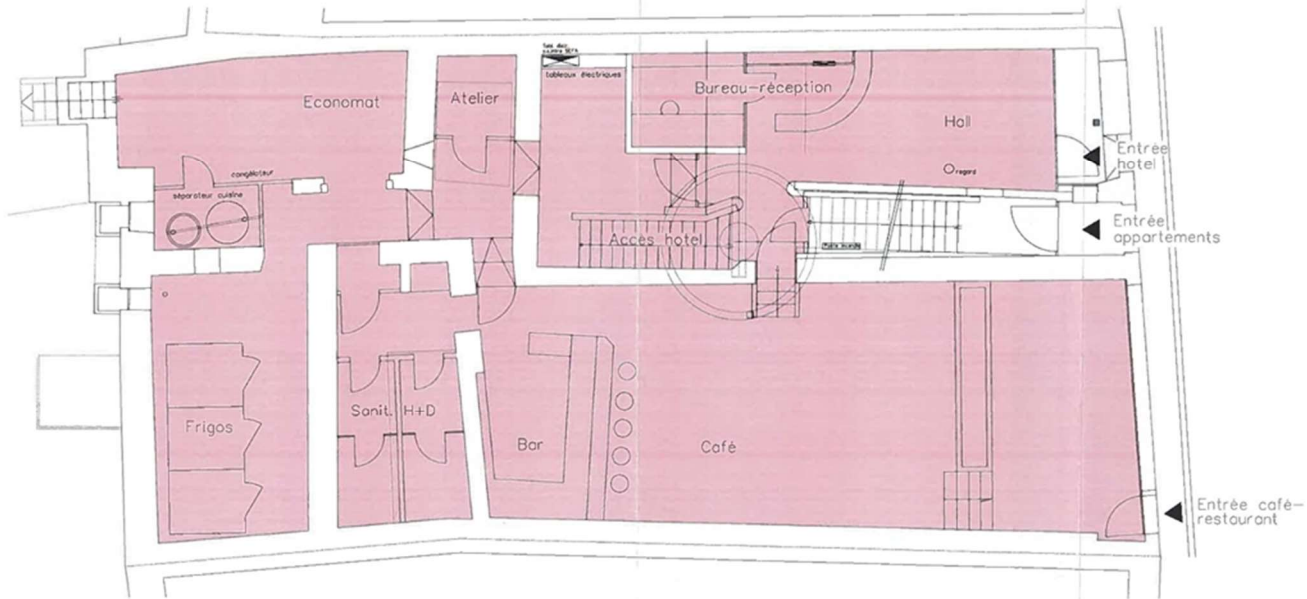 tableaux électriques
Bureau-réception
Economat
Atelier
Hall
Entrée
hotel
congélateur
regard
séparateur cuisine
Entrée
appartements
Accès hotel
Sanit. H+D
Frigos
Bar
Café
Entrée café-
restaurant